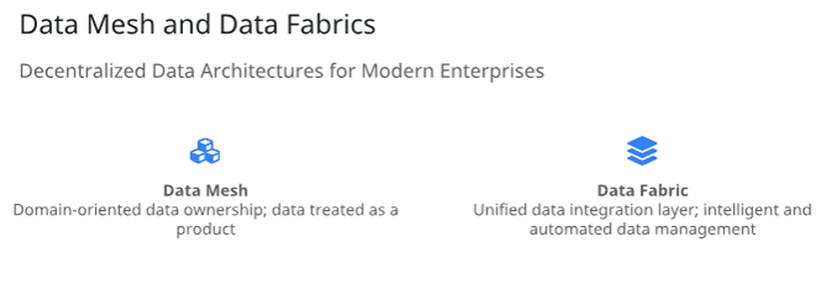 Data Mesh and Data Fabrics
Decentralized Data Architectures for Modern Enterprises
Data Mesh
Domain-oriented data ownership; data treated as a
product
Data Fabric
Unified data integration layer; intelligent and
automated data management